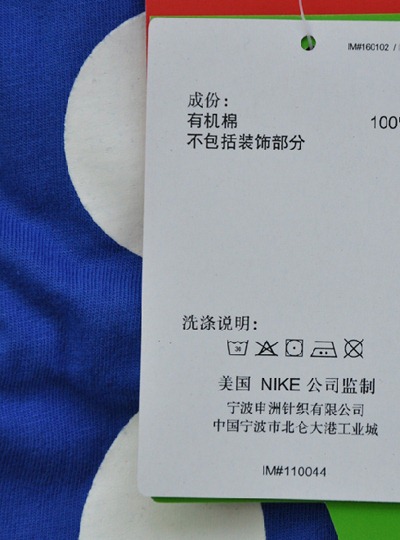 IM#160102 /
成份：
有机棉 100%
不包括装饰部分
洗涤说明：
30
美国 NIKE 公司监制
宁波申洲针织有限公司
中国宁波市北仑大港工业城
IM#110044